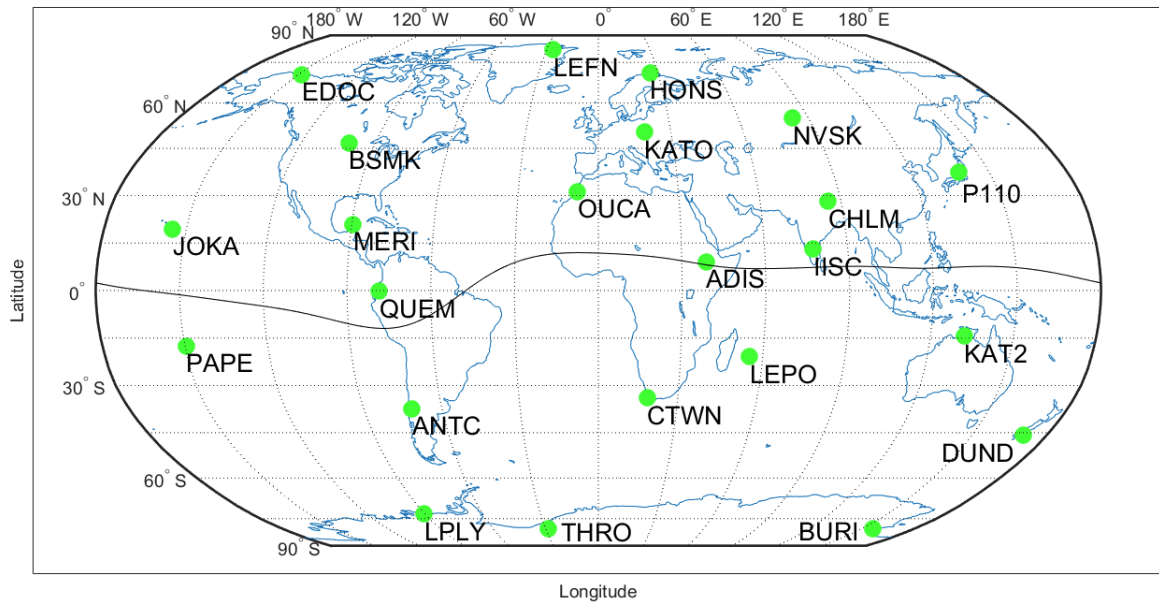 180° W 120° W 60° W 0° 60° E 120° E 180° E
90° N
LEFN
HONS
EDOC
60° N
NVSK
KATO
BSMK
30° N
P110
OUCA
CHLM
JOKA
MERI
IISC
ADIS
0°
QUEM
Latitude
KAT2
PAPE
LEPO
30° S
CTWN
ANTC
DUND
60° S
LPLY
THRO
BURI
90° S
Longitude